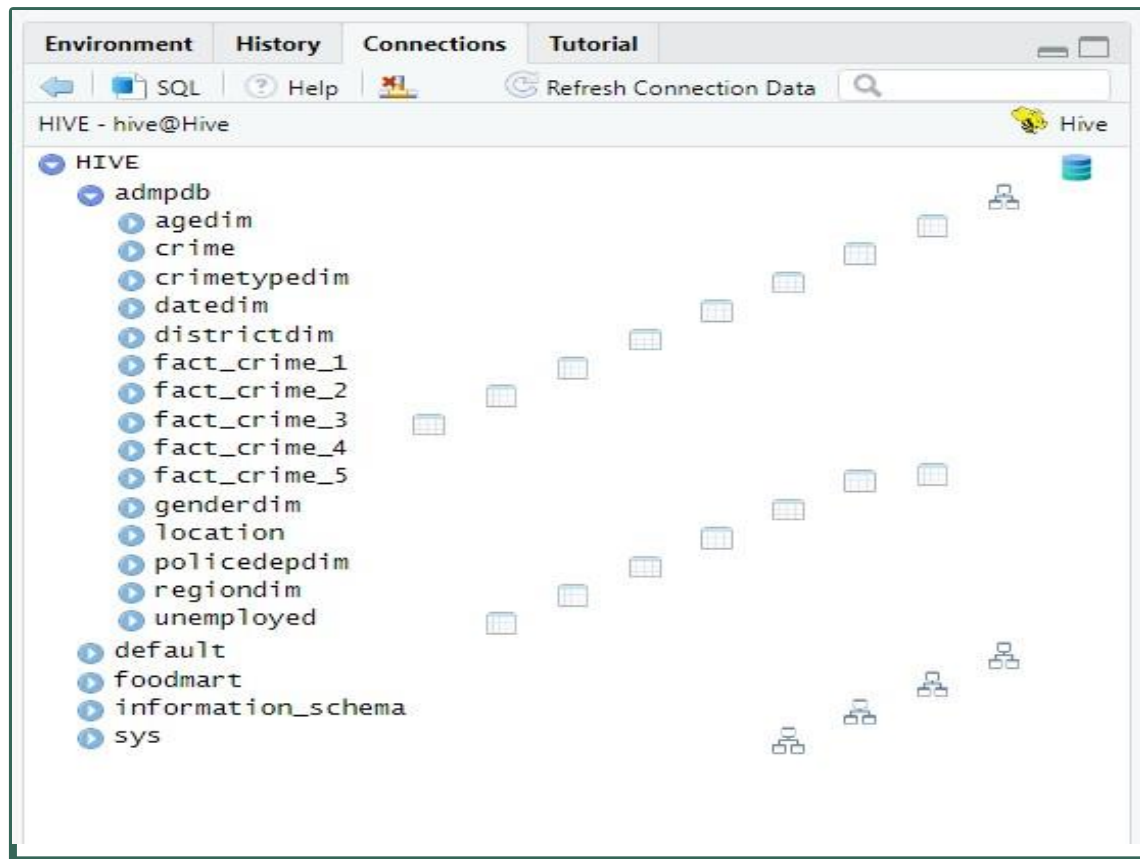 Environment History Connections Tutorial
SQL Help Refresh Connection Data
HIVE - hive@Hive Hive
HIVE
admpdb
agedim
crime
crimetypedim
datedim
districtdim
fact_crime_1
fact_crime_2
fact_crime_3
fact_crime_4
fact_crime_5
genderdim
location
policedepdim
regiondim
unemployed
default
foodmart
information_schema
sys